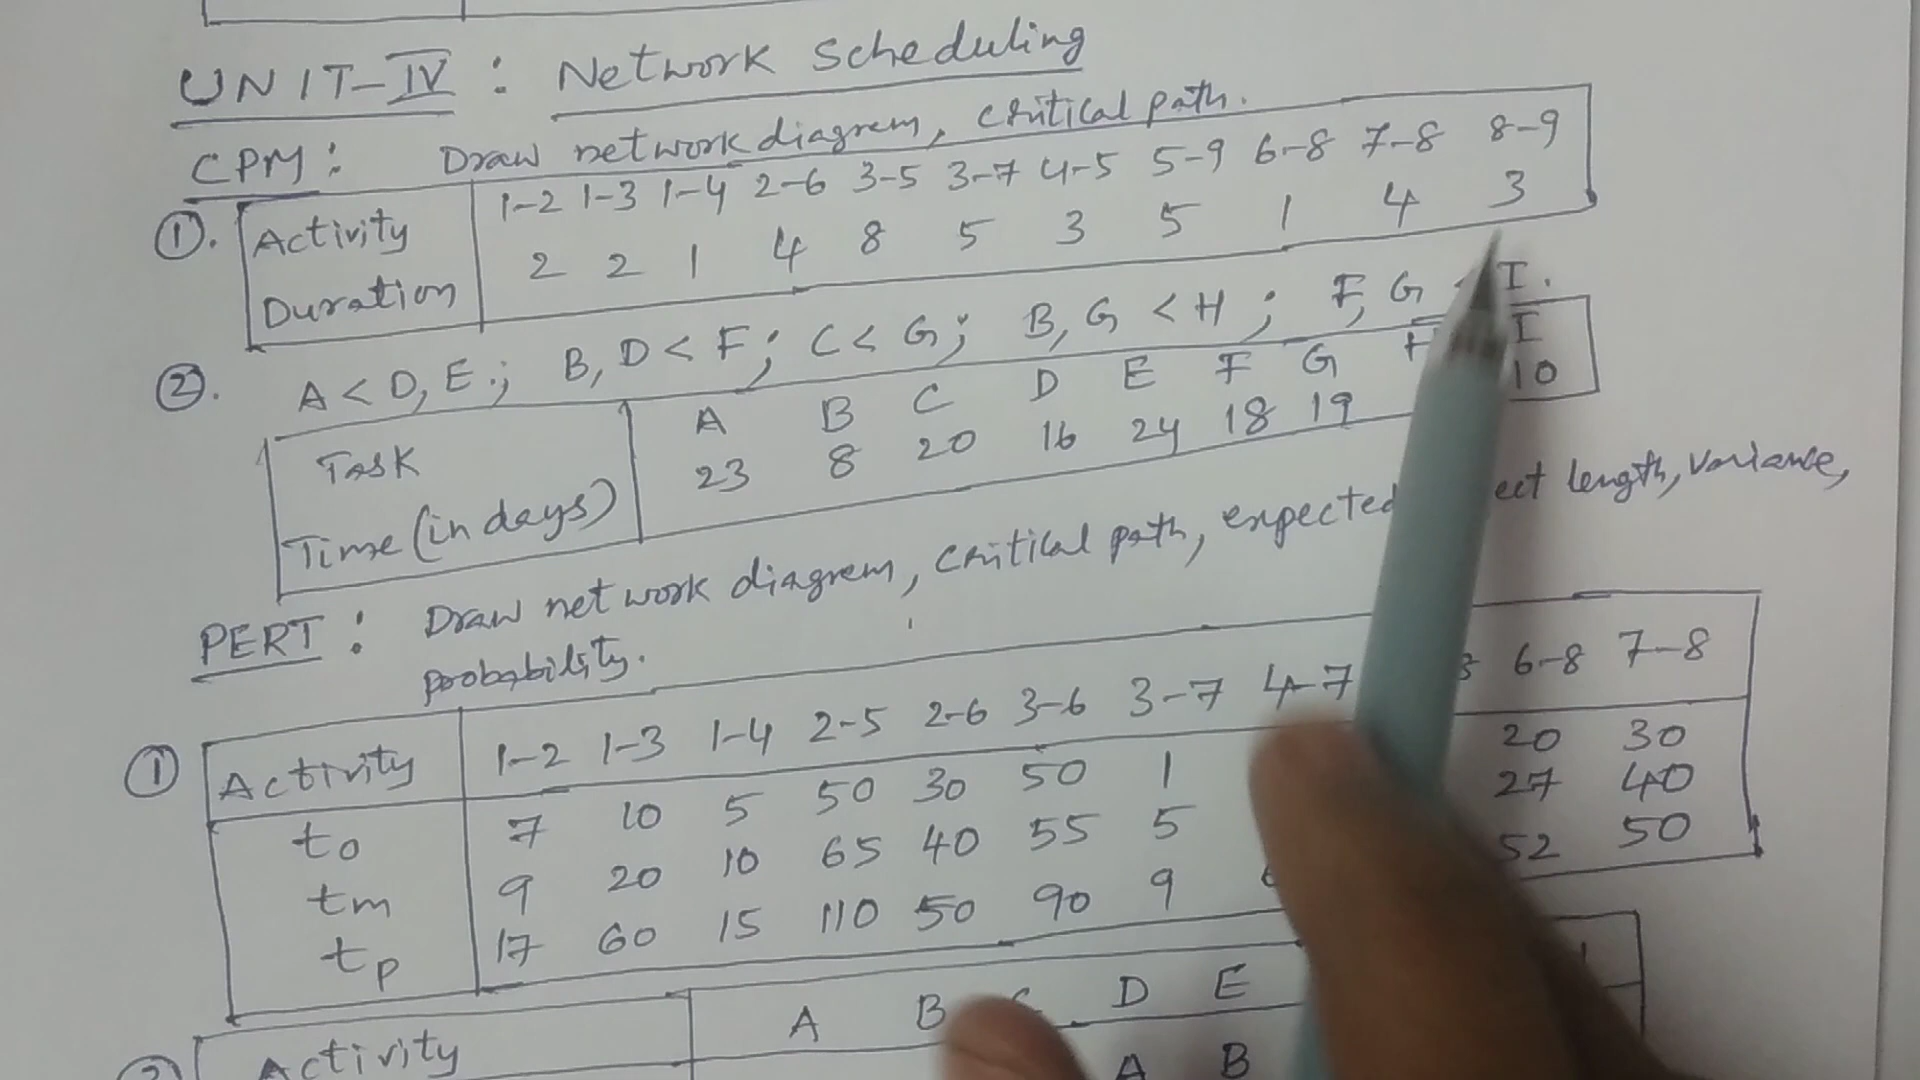 UNIT-IV : Network Scheduling
CPM : Draw network diagram, critical path.
①. Activity 1-2 1-3 1-4 2-6 3-5 3-7 4-5 5-9 6-8 7-8 8-9
Duration 2 2 1 4 8 5 3 5 1 4 3
②. A < D, E ; B, D < F ; C < G ; B, G < H ; F, G < I.
Task A B C D E F G H I
Time (in days) 23 8 20 16 24 18 19 10
PERT : Draw network diagram, critical path, expected ect length, variance,
probability.
① Activity 1-2 1-3 1-4 2-5 2-6 3-6 3-7 4-7 6-8 7-8
to 7 10 5 50 30 50 1 20 30
tm 9 20 10 65 40 55 5 27 40
tp 17 60 15 110 50 90 9 52 50
Activity A B D E
A B